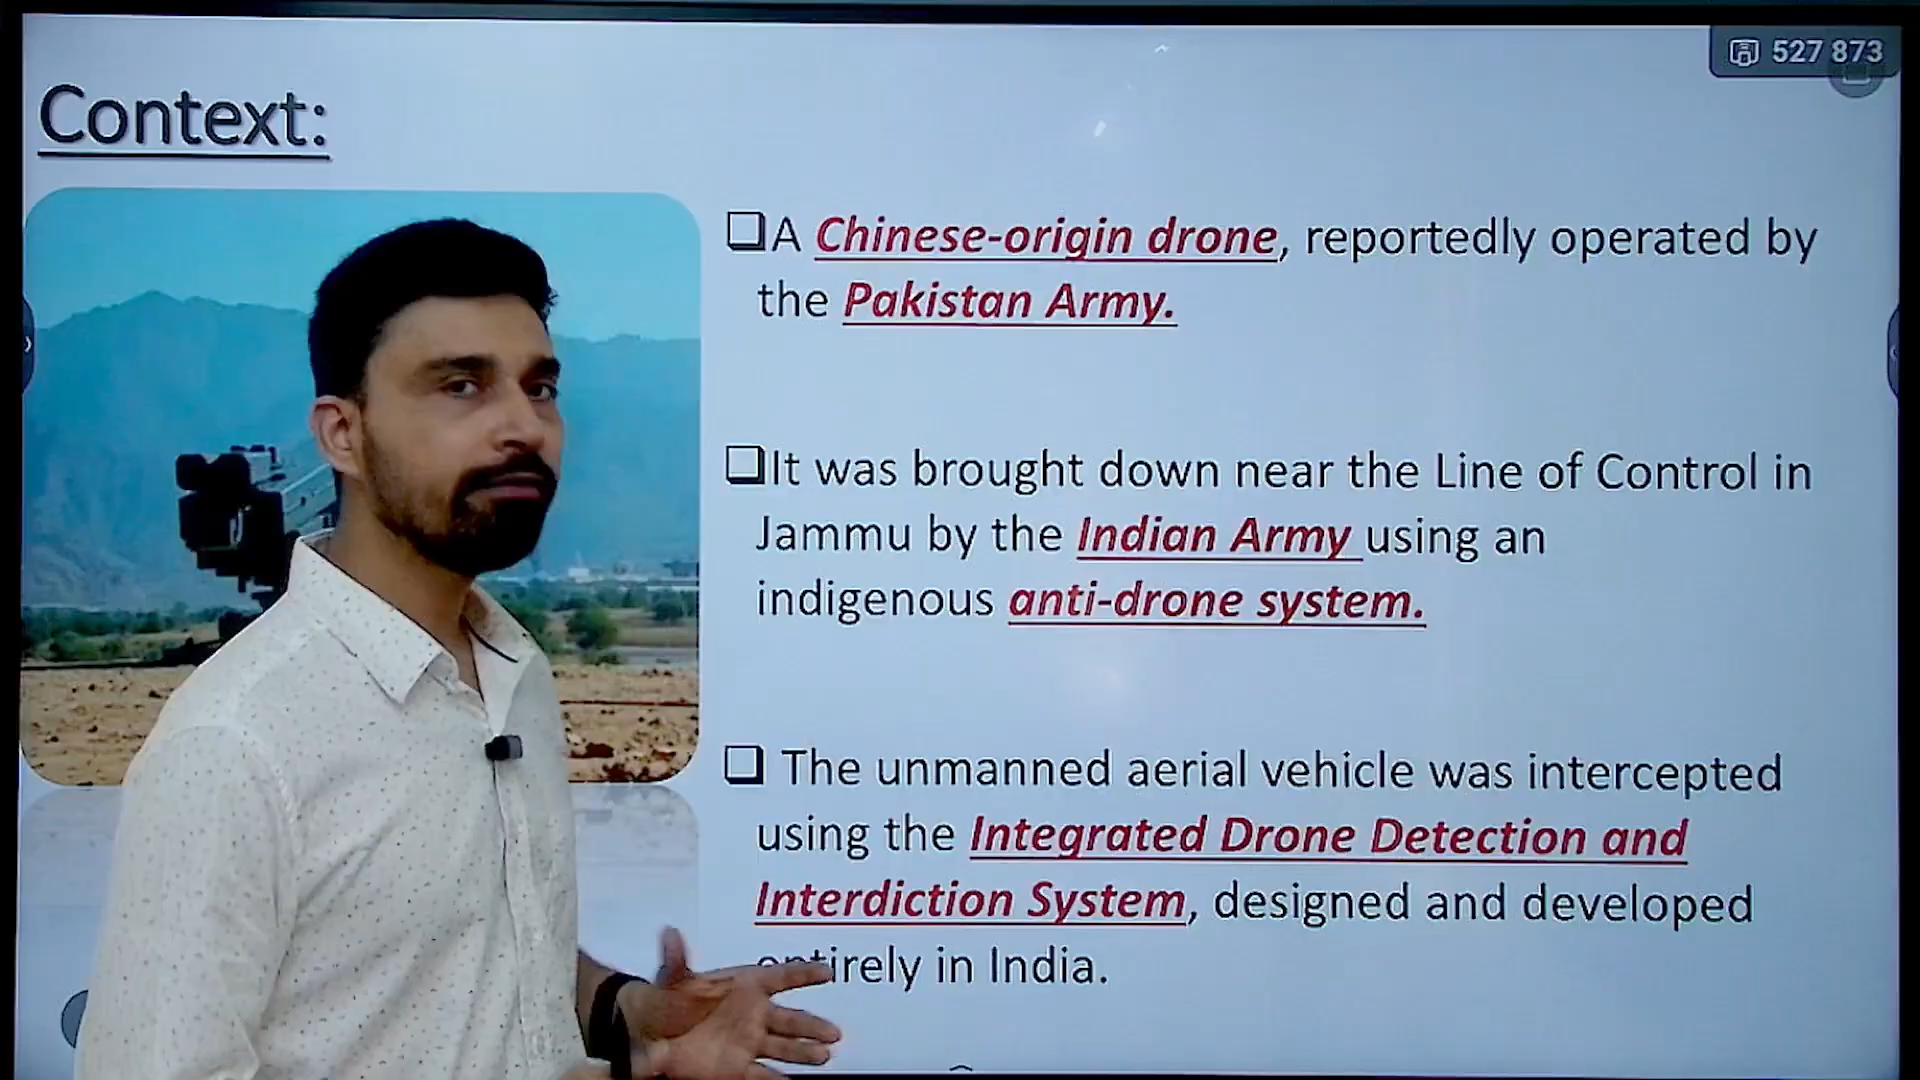 527 873
Context:
❑A Chinese-origin drone, reportedly operated by
the Pakistan Army.
❑It was brought down near the Line of Control in
Jammu by the Indian Army using an
indigenous anti-drone system.
❑ The unmanned aerial vehicle was intercepted
using the Integrated Drone Detection and
Interdiction System, designed and developed
entirely in India.